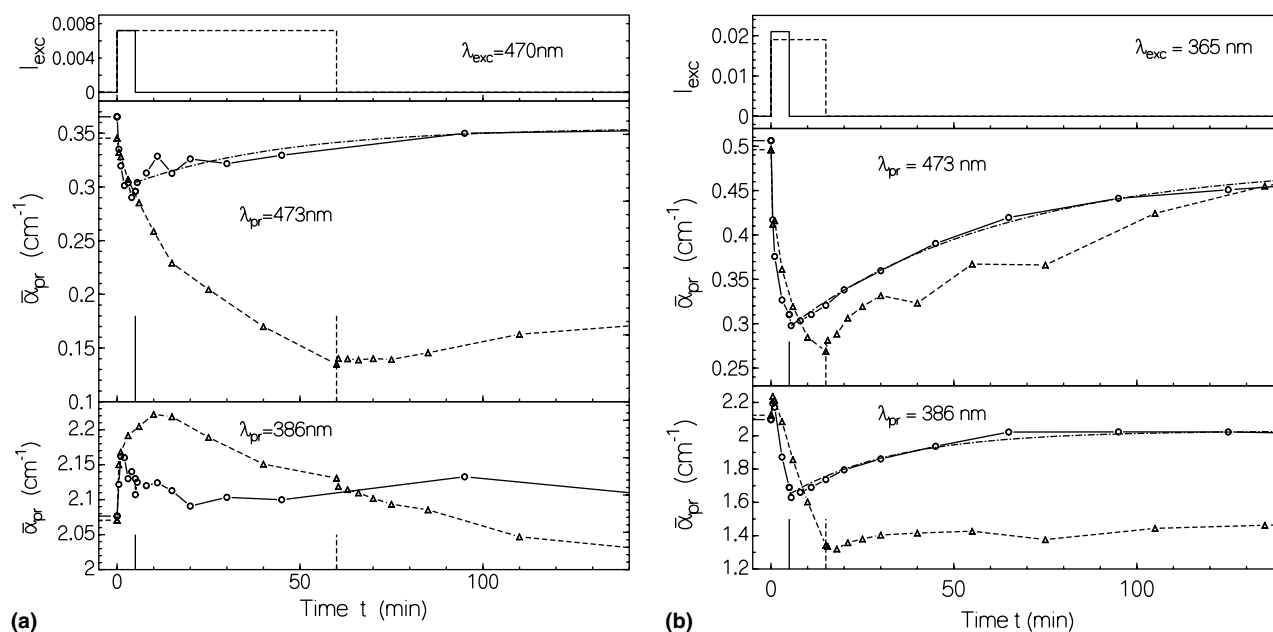 0.008
0.004
0
I_exc
λ_exc=470nm
0.35
0.3
0.25
0.2
0.15
0.1
ᾱ_pr (cm⁻¹)
λ_pr=473nm
2.2
2.15
2.1
2.05
2
ᾱ_pr (cm⁻¹)
λ_pr=386nm
0 50 100
Time t (min)
(a)
0.02
0.01
0
I_exc
λ_exc = 365 nm
0.5
0.45
0.4
0.35
0.3
0.25
ᾱ_pr (cm⁻¹)
λ_pr = 473 nm
2.2
2
1.8
1.6
1.4
1.2
ᾱ_pr (cm⁻¹)
λ_pr = 386 nm
0 50 100
Time t (min)
(b)